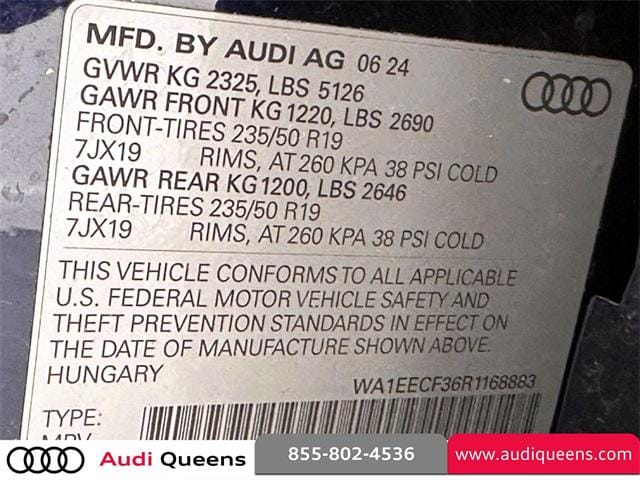 MFD. BY AUDI AG 06 24
GVWR KG 2325, LBS 5126
GAWR FRONT KG 1220, LBS 2690
FRONT-TIRES 235/50 R19
7JX19 RIMS, AT 260 KPA 38 PSI COLD
GAWR REAR KG 1200, LBS 2646
REAR-TIRES 235/50 R19
7JX19 RIMS, AT 260 KPA 38 PSI COLD
THIS VEHICLE CONFORMS TO ALL APPLICABLE
U.S. FEDERAL MOTOR VEHICLE SAFETY AND
THEFT PREVENTION STANDARDS IN EFFECT ON
THE DATE OF MANUFACTURE SHOWN ABOVE.
HUNGARY
WA1EECF36R1168883
TYPE:
Audi Queens
855-802-4536
www.audiqueens.com